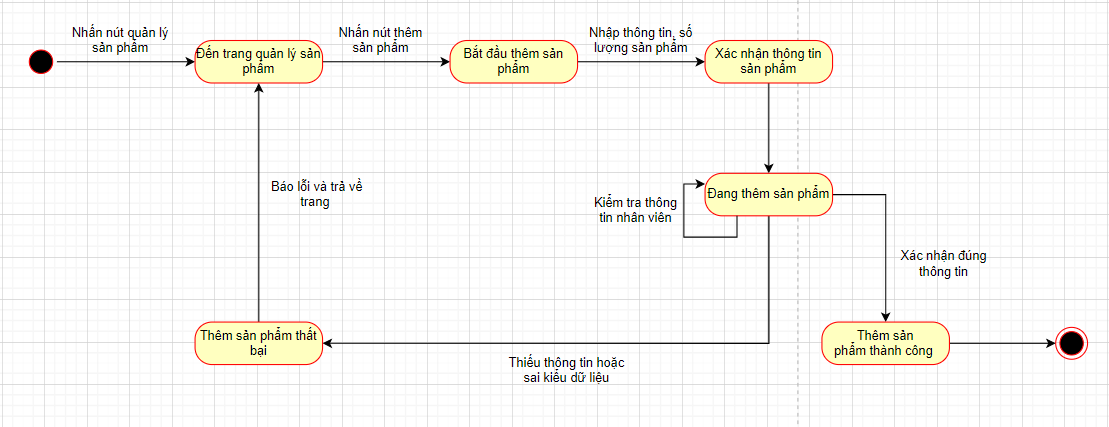 Nhấn nút quản lý
sản phẩm
Đến trang quản lý sản
phẩm
Nhấn nút thêm
sản phẩm
Bắt đầu thêm sản
phẩm
Nhập thông tin, số
lượng sản phẩm
Xác nhận thông tin
sản phẩm
Báo lỗi và trả về
trang
Kiểm tra thông
tin nhân viên
Đang thêm sản phẩm
Xác nhận đúng
thông tin
Thêm sản phẩm thất
bại
Thiếu thông tin hoặc
sai kiểu dữ liệu
Thêm sản
phẩm thành công